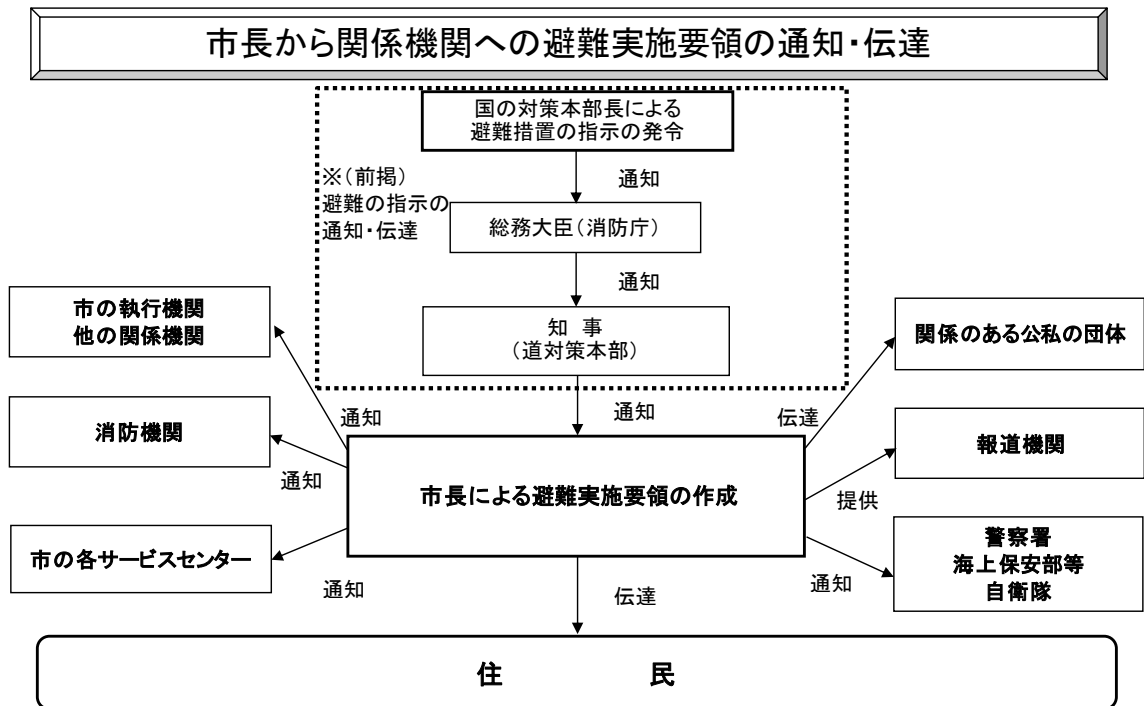 市長から関係機関への避難実施要領の通知・伝達
国の対策本部長による
避難措置の指示の発令
※（前掲）
避難の指示の
通知・伝達
通知
総務大臣（消防庁）
通知
知　事
（道対策本部）
市の執行機関
他の関係機関
関係のある公私の団体
通知
通知
伝達
消防機関
報道機関
通知
市長による避難実施要領の作成
提供
市の各サービスセンター
警察署
海上保安部等
自衛隊
通知
伝達
通知
住　　　　　民